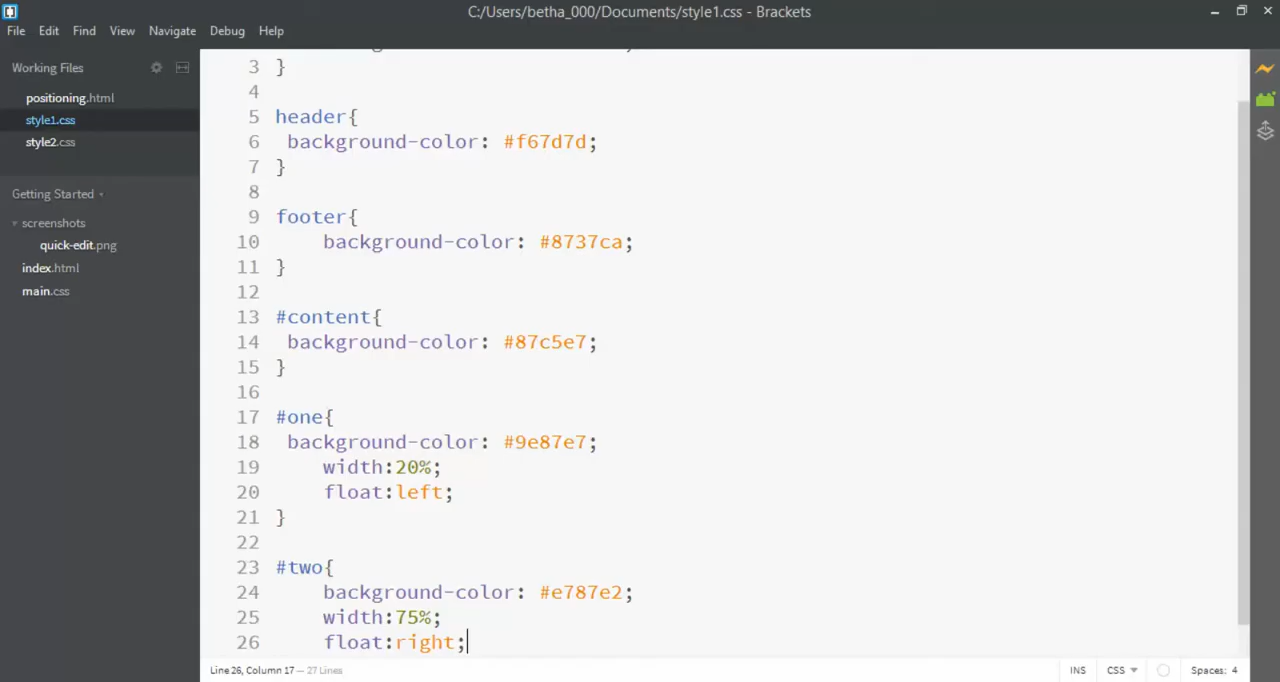 C:/Users/betha_000/Documents/style1.css - Brackets
File Edit Find View Navigate Debug Help
Working Files
positioning.html
style1.css
style2.css
Getting Started
screenshots
quick-edit.png
index.html
main.css
3 }
4
5 header{
6 background-color: #f67d7d;
7 }
8
9 footer{
10 background-color: #8737ca;
11 }
12
13 #content{
14 background-color: #87c5e7;
15 }
16
17 #one{
18 background-color: #9e87e7;
19 width:20%;
20 float:left;
21 }
22
23 #two{
24 background-color: #e787e2;
25 width:75%;
26 float:right;
Line 26, Column 17 — 27 Lines
INS CSS Spaces: 4